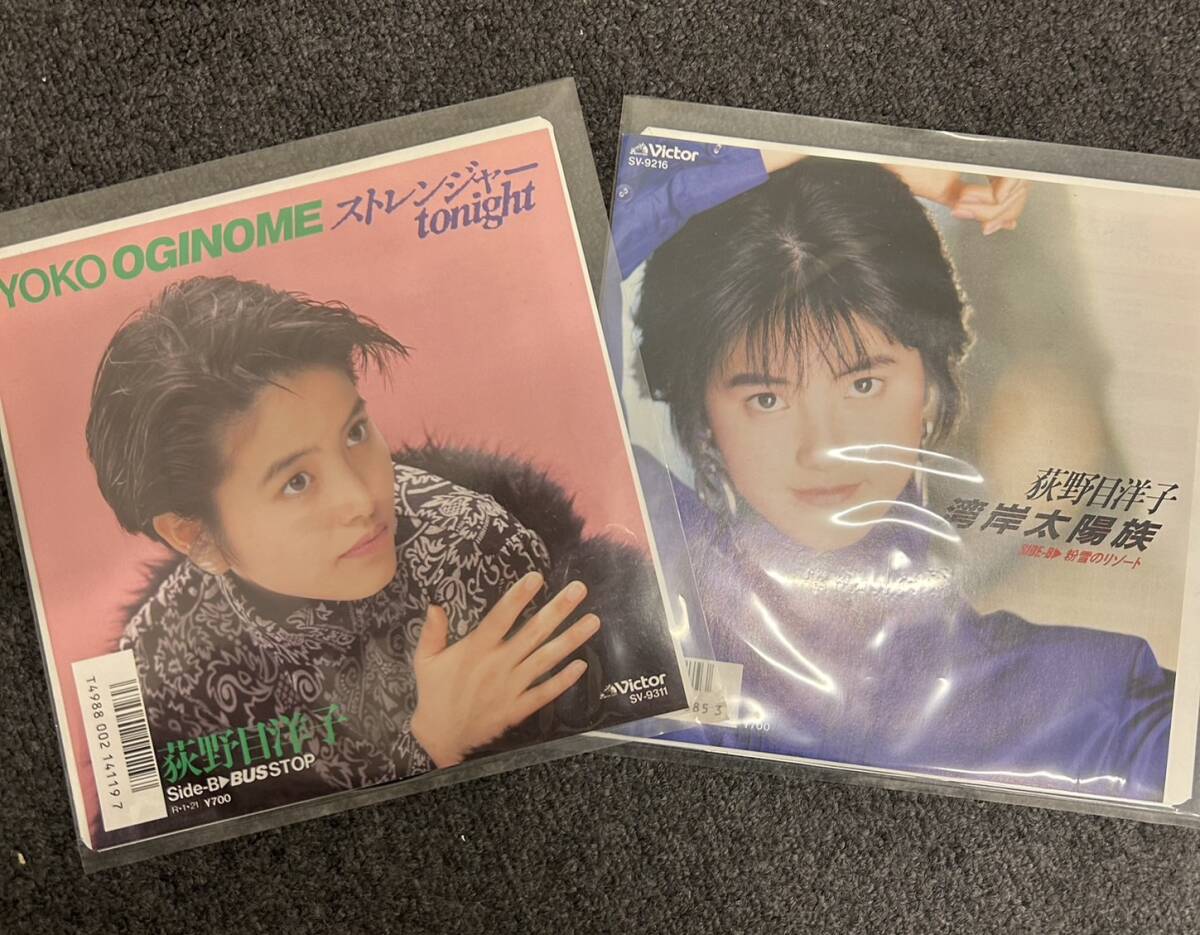 YOKO OGINOME
ストレンジャー
tonight
荻野目洋子
Side-B▶BUS STOP
R・1・21 ¥700
T4988 002 14119 7
Victor
SV-9311
Victor
SV-9216
荻野目洋子
湾岸太陽族
SIDE-B▶ 粉雪のリゾート
85 3
¥700